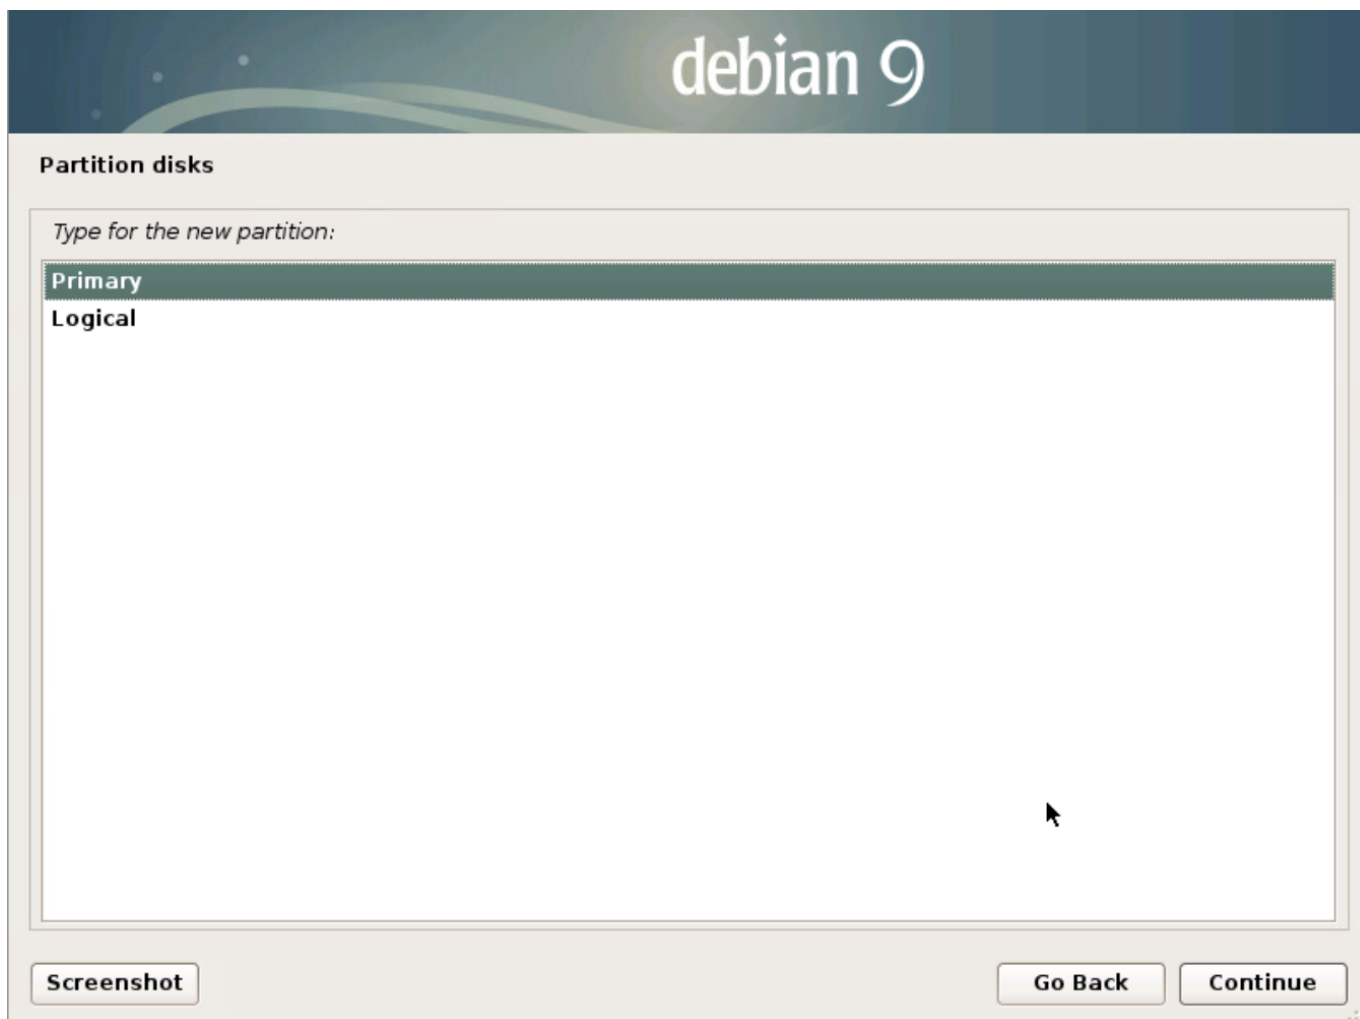 debian 9
Partition disks
Type for the new partition:
Primary
Logical
Screenshot
Go Back
Continue